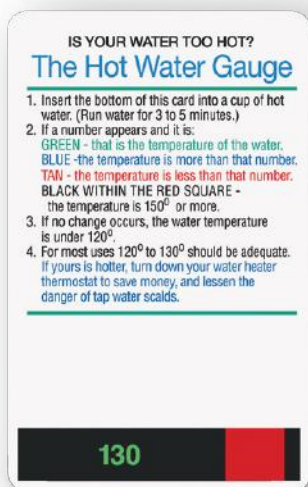 IS YOUR WATER TOO HOT?
The Hot Water Gauge
1. Insert the bottom of this card into a cup of hot
water. (Run water for 3 to 5 minutes.)
2. If a number appears and it is:
GREEN - that is the temperature of the water.
BLUE -the temperature is more than that number.
TAN - the temperature is less than that number.
BLACK WITHIN THE RED SQUARE -
the temperature is 150⁰ or more.
3. If no change occurs, the water temperature
is under 120⁰.
4. For most uses 120⁰ to 130⁰ should be adequate.
If yours is hotter, turn down your water heater
thermostat to save money, and lessen the
danger of tap water scalds.
130